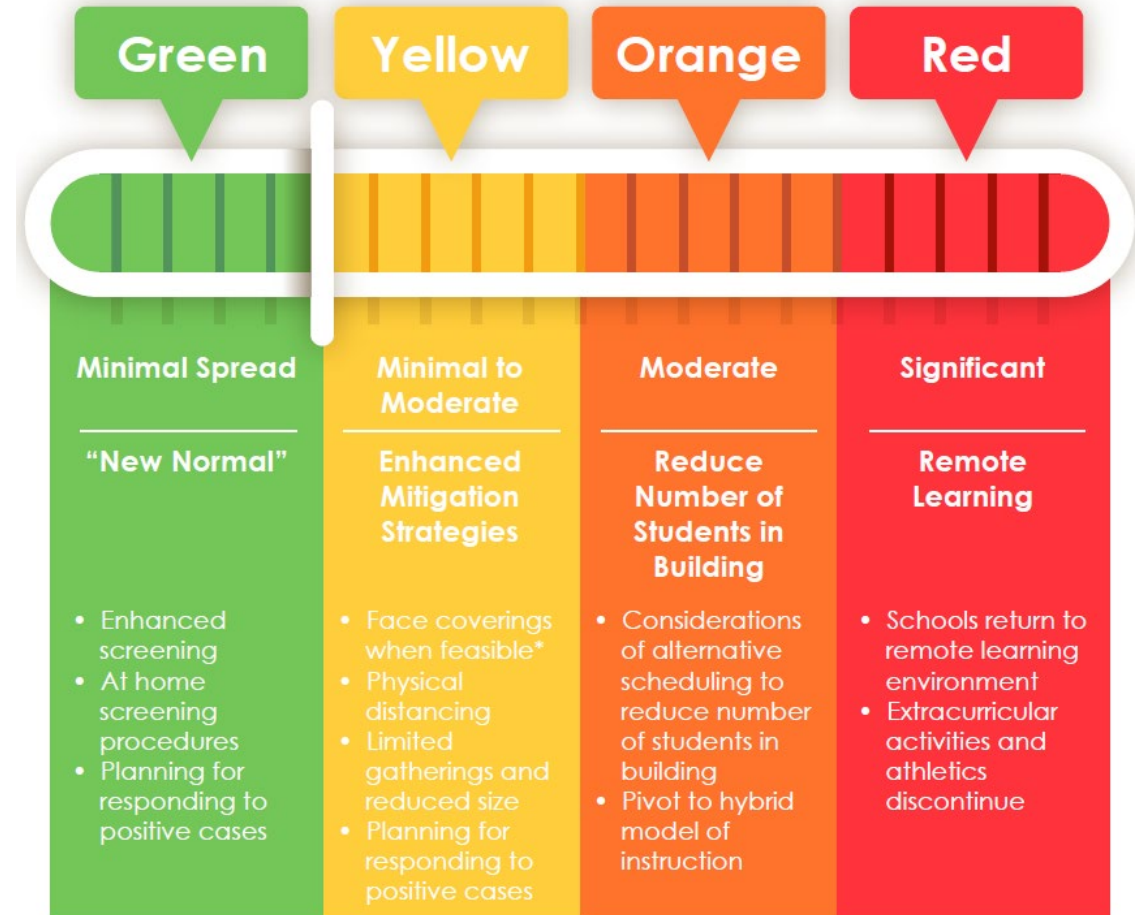 Green
Yellow
Orange
Red
Minimal Spread
"New Normal"
• Enhanced
screening
• At home
screening
procedures
• Planning for
responding to
positive cases
Minimal to
Moderate
Enhanced
Mitigation
Strategies
• Face coverings
when feasible*
• Physical
distancing
• Limited
gatherings and
reduced size
• Planning for
responding to
positive cases
Moderate
Reduce
Number of
Students in
Building
• Considerations
of alternative
scheduling to
reduce number
of students in
building
• Pivot to hybrid
model of
instruction
Significant
Remote
Learning
• Schools return to
remote learning
environment
• Extracurricular
activities and
athletics
discontinue